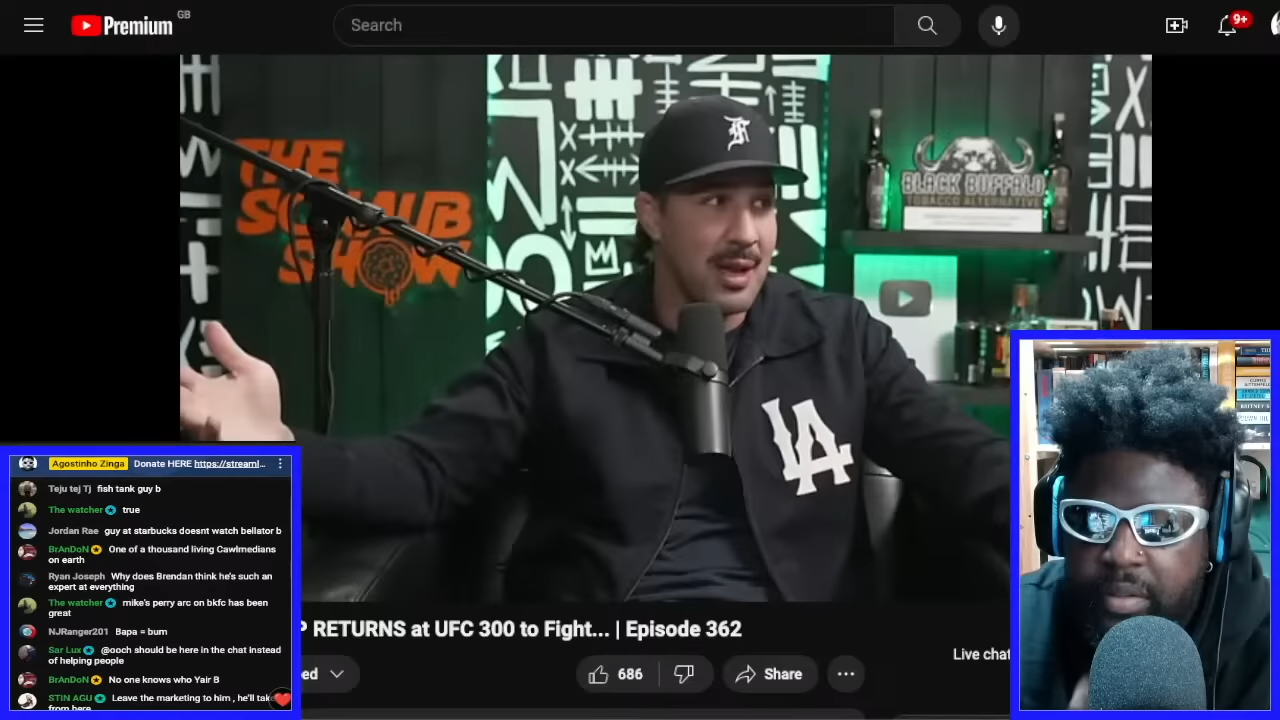 Premium GB
Search
9+
THE
SCHAUB
SHOW
BLACK BUFFALO
TOBACCO ALTERNATIVE
LA
Agostinho Zinga Donate HERE https://streaml...
Teju tej Tj fish tank guy b
The watcher true
Jordan Rae guy at starbucks doesnt watch bellator b
BrAnDoN One of a thousand living Cawlmedians
on earth
Ryan Joseph Why does Brendan think he's such an
expert at everything
The watcher mike's perry arc on bkfc has been
great
NJRanger201 Bapa = bum
Sar Lux @ooch should be here in the chat instead
of helping people
BrAnDoN No one knows who Yair B
STIN AGU Leave the marketing to him , he'll take
from here
P RETURNS at UFC 300 to Fight... | Episode 362
ed
686
Share
Live chat